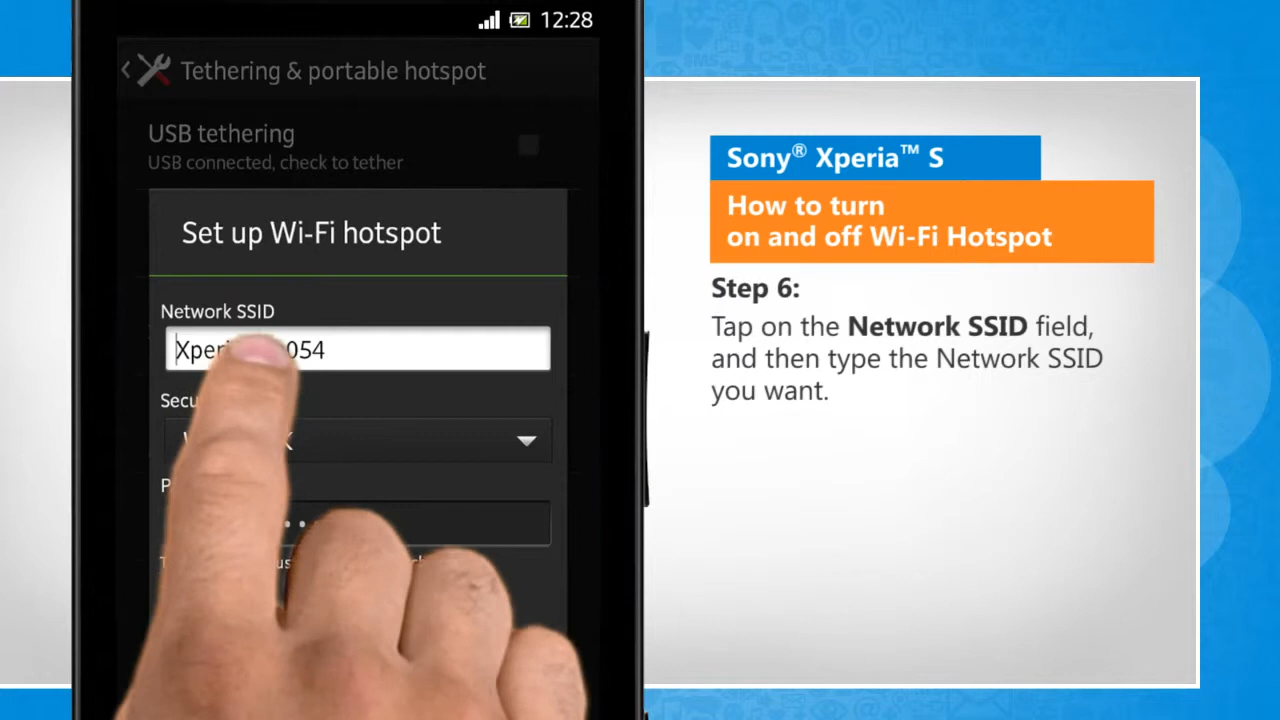 12:28
Tethering & portable hotspot
USB tethering
USB connected, check to tether
Set up Wi-Fi hotspot
Network SSID
054
Sony® Xperia™ S
How to turn
on and off Wi-Fi Hotspot
Step 6:
Tap on the Network SSID field,
and then type the Network SSID
you want.